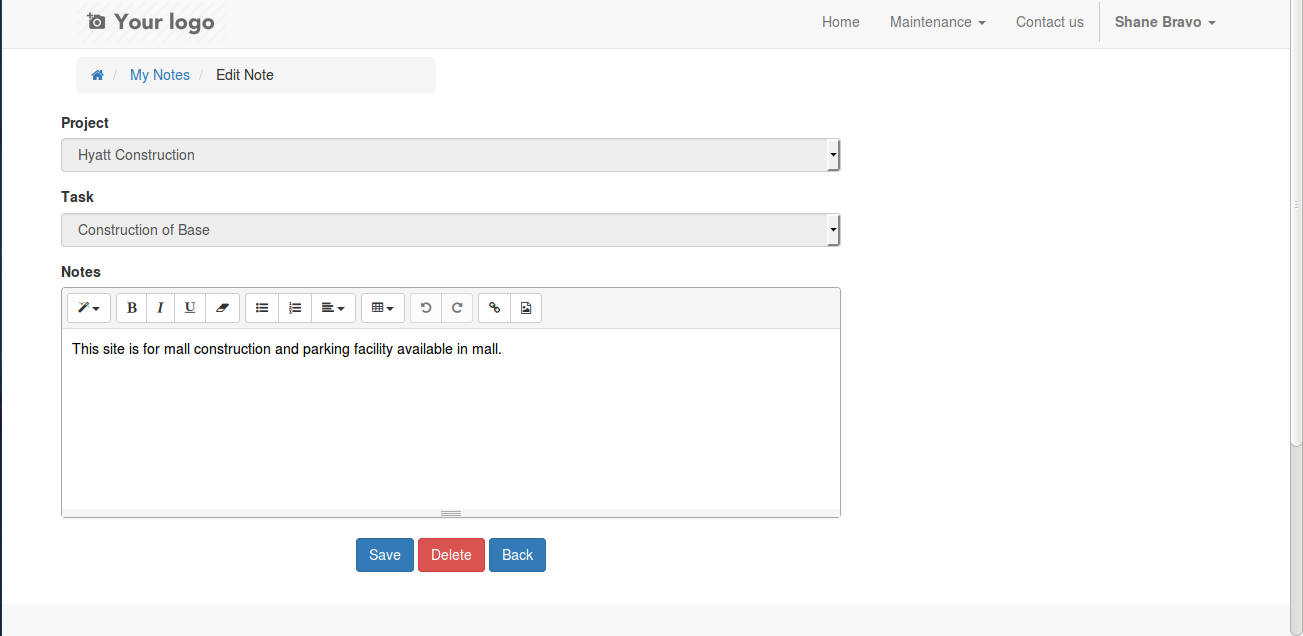 Your logo
Home Maintenance Contact us Shane Bravo
/ My Notes / Edit Note
Project
Hyatt Construction
Task
Construction of Base
Notes
B I U
This site is for mall construction and parking facility available in mall.
Save Delete Back